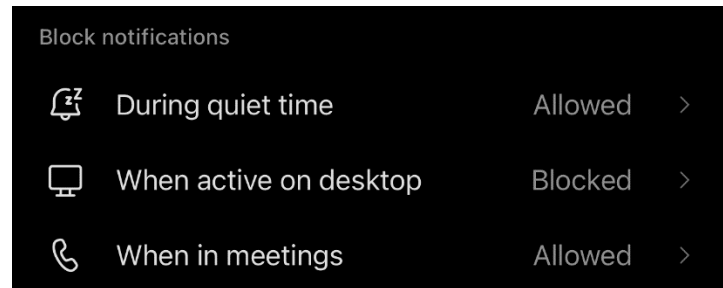 Block notifications
During quiet time Allowed
When active on desktop Blocked
When in meetings Allowed